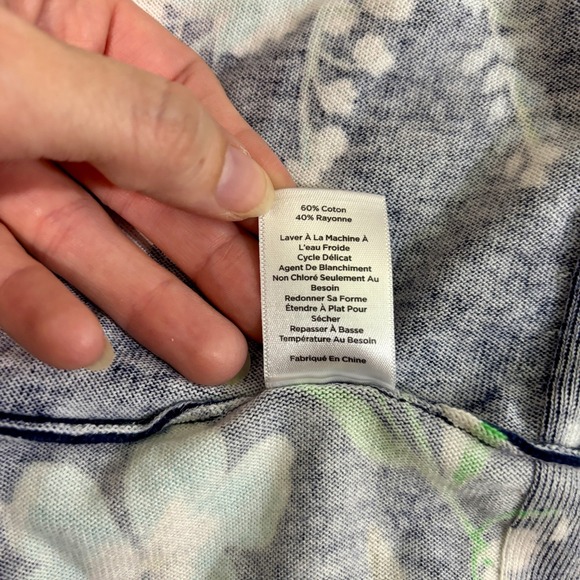 60% Coton
40% Rayonne
Laver À La Machine À
L'eau Froide
Cycle Délicat
Agent De Blanchiment
Non Chloré Seulement Au
Besoin
Redonner Sa Forme
Étendre À Plat Pour
Sécher
Repasser À Basse
Température Au Besoin
Fabriqué En Chine